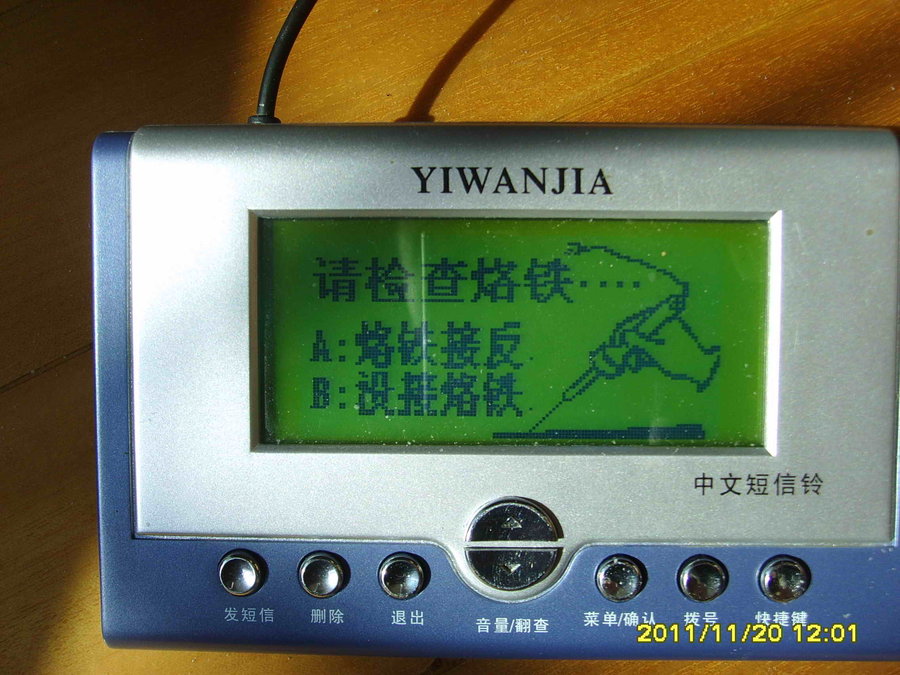 YIWANJIA
请检查烙铁····
A:烙铁接反
B:没接烙铁
中文短信铃
发短信 删除 退出 音量/翻查 菜单/确认 拨号 快捷键
2011/11/20 12:01